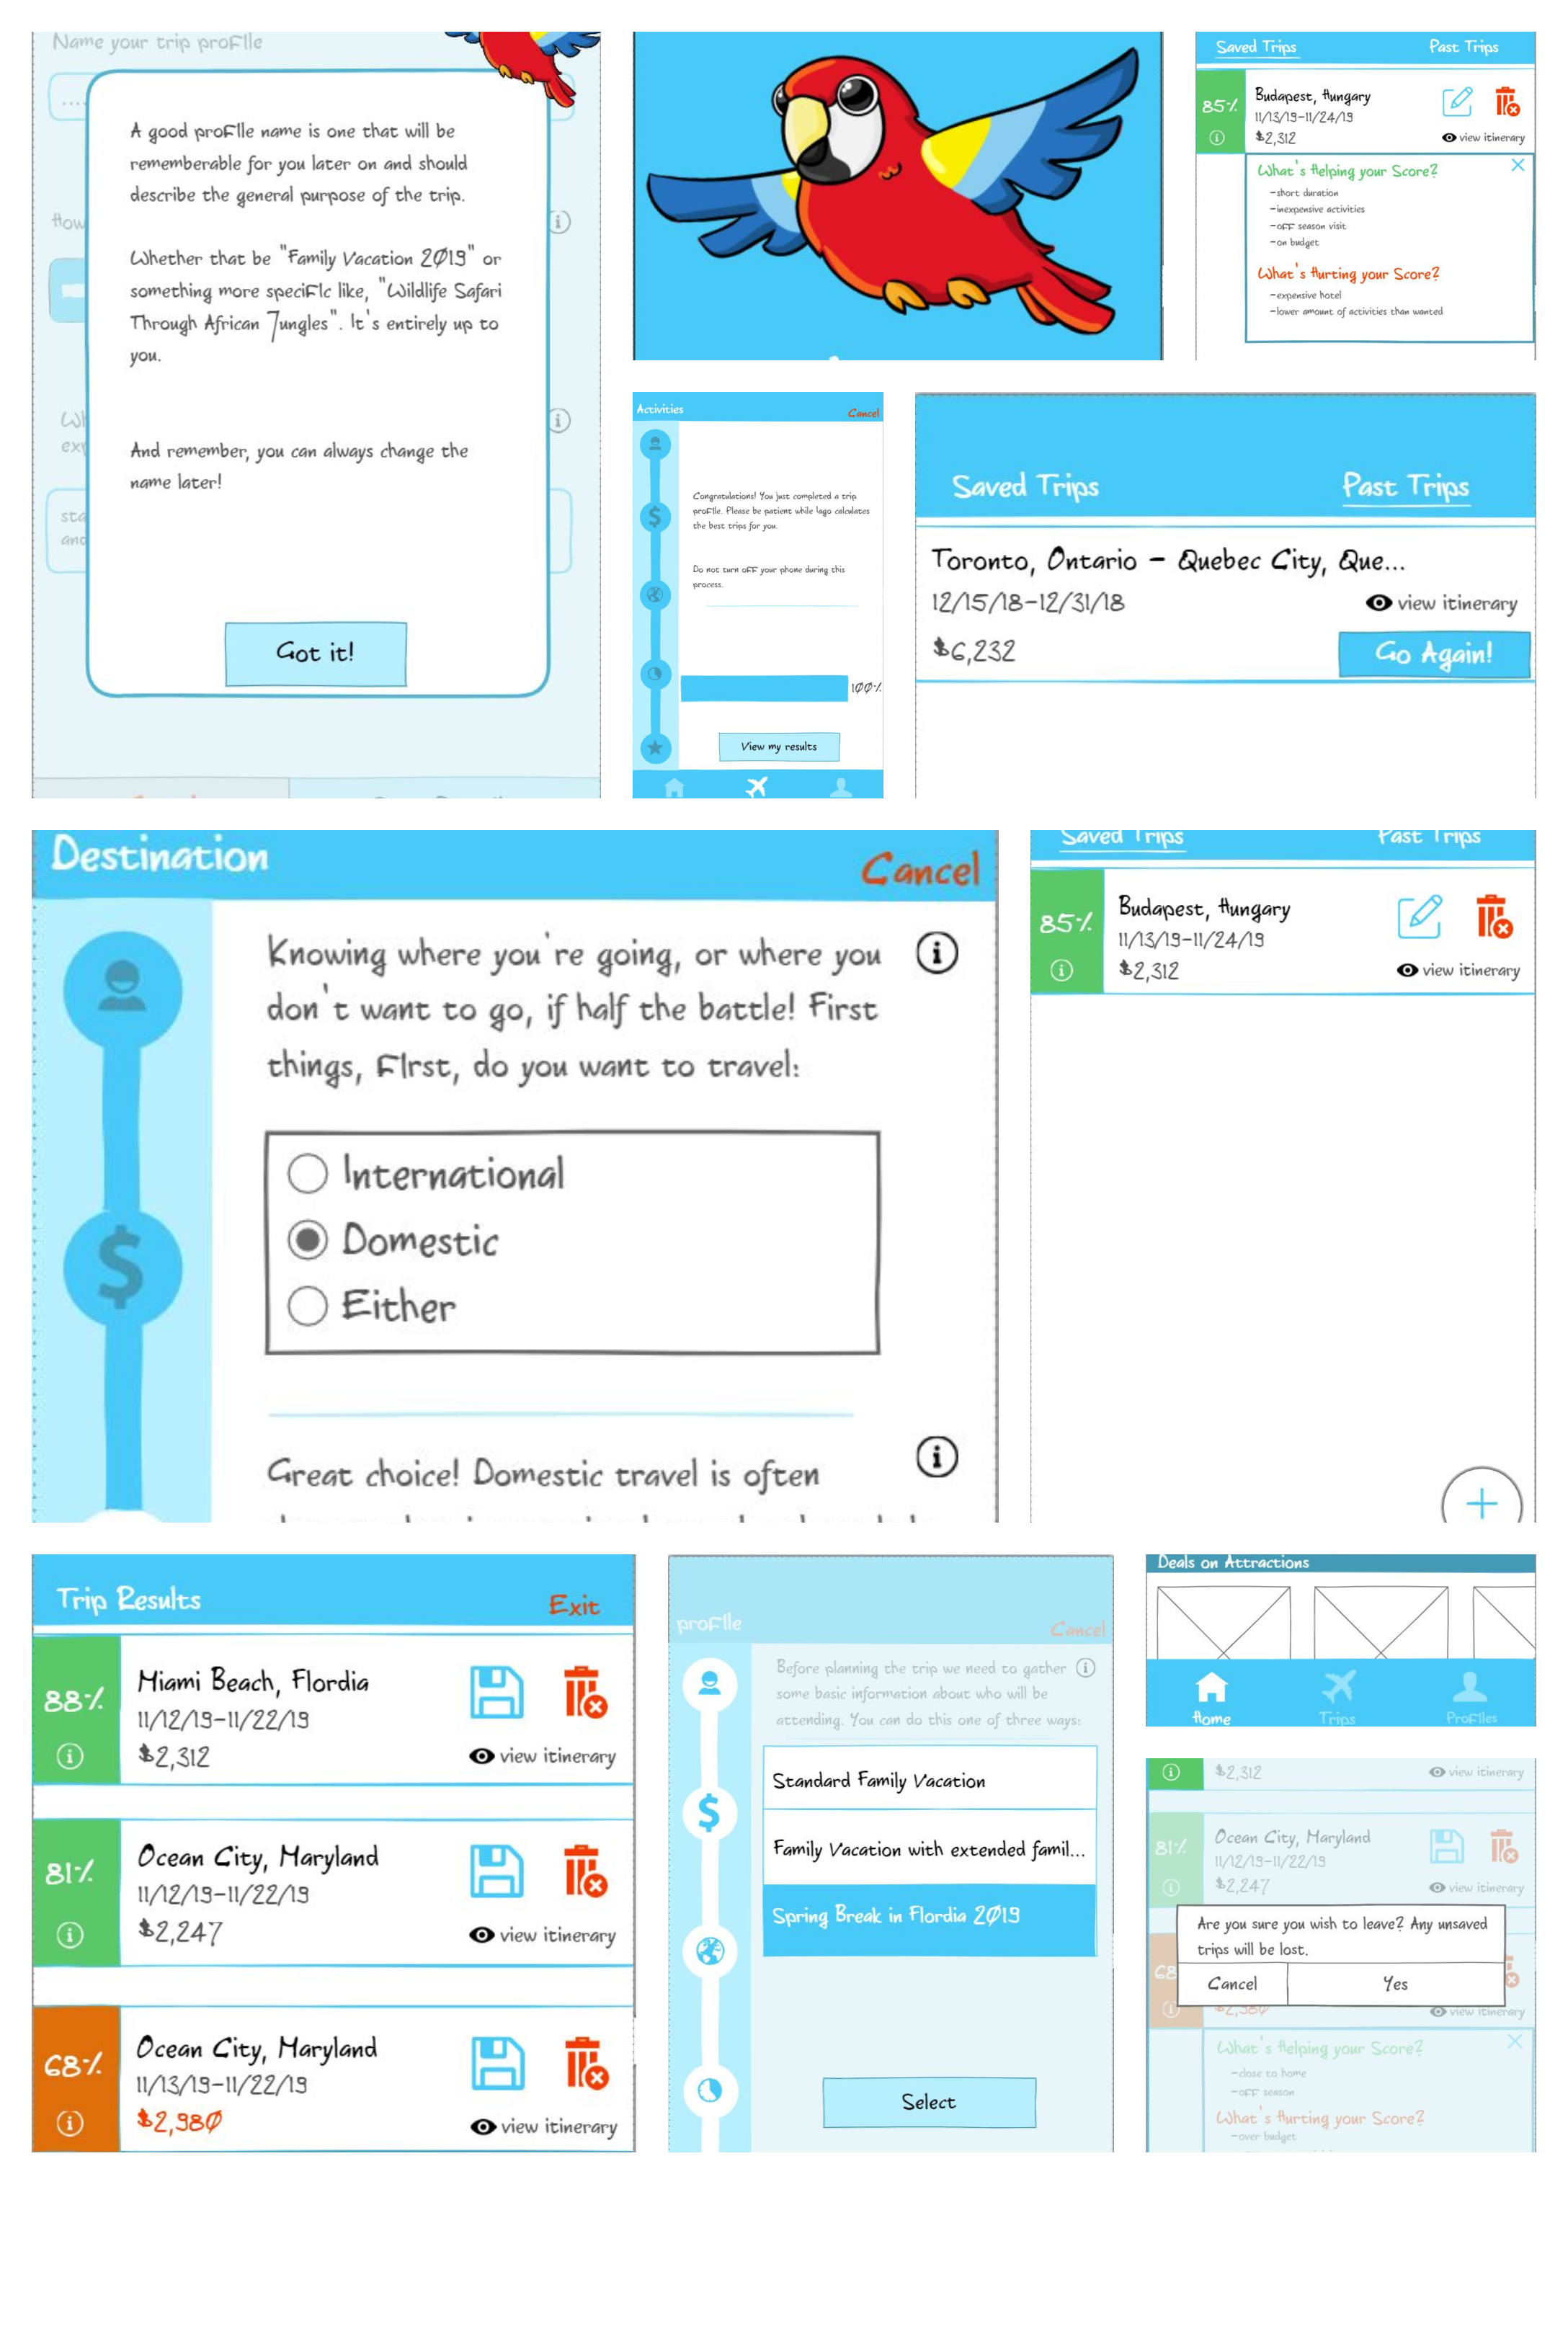 Name your trip profile
....
A good profile name is one that will be
rememberable for you later on and should
describe the general purpose of the trip.
Whether that be "Family Vacation 2019" or
something more specific like, "Wildlife Safari
Through African Jungles". It's entirely up to
you.
And remember, you can always change the
name later!
Got it!
How
sta
Saved Trips
Past Trips
85%
Budapest, Hungary
11/13/19-11/24/19
$2,312
view itinerary
What's Helping your Score?
-short duration
-inexpensive activities
-off season visit
-on budget
What's Hurting your Score?
-expensive hotel
-lower amount of activities than wanted
Activities
Cancel
Congratulations! You just completed a trip
profile. Please be patient while Iago calculates
the best trips for you.
Do not turn off your phone during this
process.
100%
View my results
Saved Trips
Past Trips
Toronto, Ontario - Quebec City, Que...
12/15/18-12/31/18
view itinerary
$6,232
Go Again!
Destination
Cancel
Knowing where you're going, or where you
don't want to go, if half the battle! First
things, first, do you want to travel:
International
Domestic
Either
Great choice! Domestic travel is often
Saved Trips
Past Trips
85%
Budapest, Hungary
11/13/19-11/24/19
$2,312
view itinerary
Trip Results
Exit
88%
Miami Beach, Flordia
11/12/19-11/22/19
$2,312
view itinerary
81%
Ocean City, Maryland
11/12/19-11/22/19
$2,247
view itinerary
68%
Ocean City, Maryland
11/13/19-11/22/19
$2,980
view itinerary
profile
Cancel
Before planning the trip we need to gather
some basic information about who will be
attending. You can do this one of three ways:
Standard Family Vacation
Family Vacation with extended famil...
Spring Break in Flordia 2019
Select
Deals on Attractions
Home
Trips
Profiles
$2,312
view itinerary
81%
Ocean City, Maryland
11/12/19-11/22/19
$2,247
view itinerary
Are you sure you wish to leave? Any unsaved
trips will be lost.
Cancel
Yes
68
$2,980
view itinerary
What's Helping your Score?
-close to home
-off season
What's Hurting your Score?
-over budget